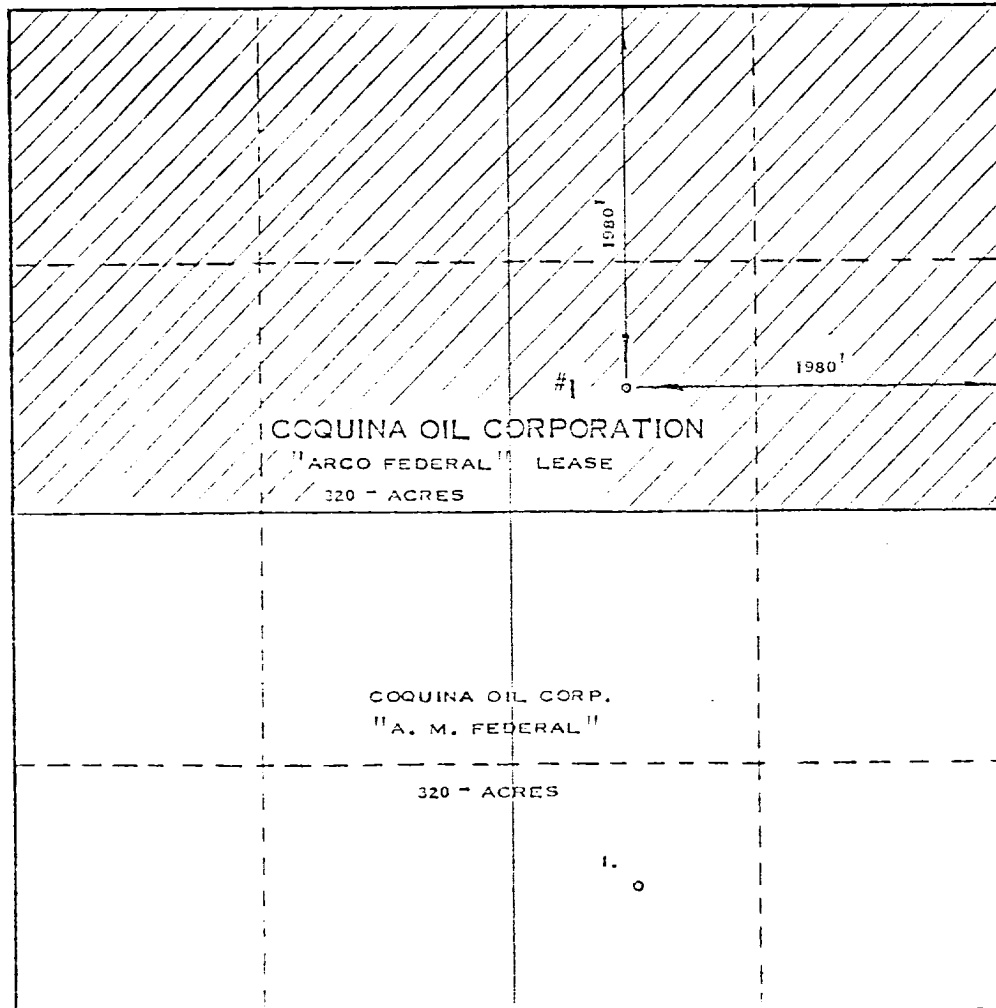 1980'
#1
1980'
COQUINA OIL CORPORATION
"ARCO FEDERAL" LEASE
320 - ACRES
COQUINA OIL CORP.
"A. M. FEDERAL"
320 - ACRES
1.